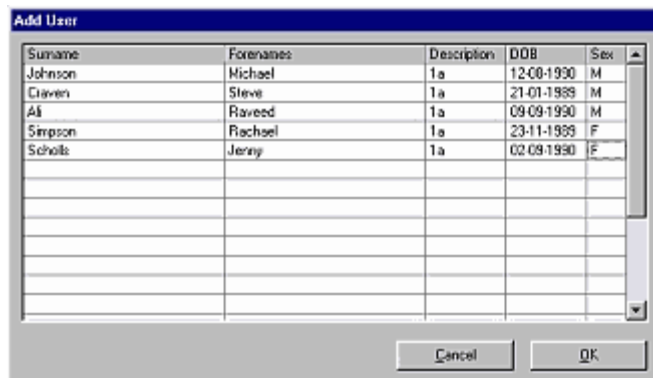 Add User
Surname Forenames Description DOB Sex
Johnson Michael 1a 12-08-1990 M
Craven Steve 1a 21-01-1989 M
Ali Raveed 1a 09-09-1990 M
Simpson Rachael 1a 23-11-1989 F
Scholls Jenny 1a 02-09-1990 F
Cancel OK